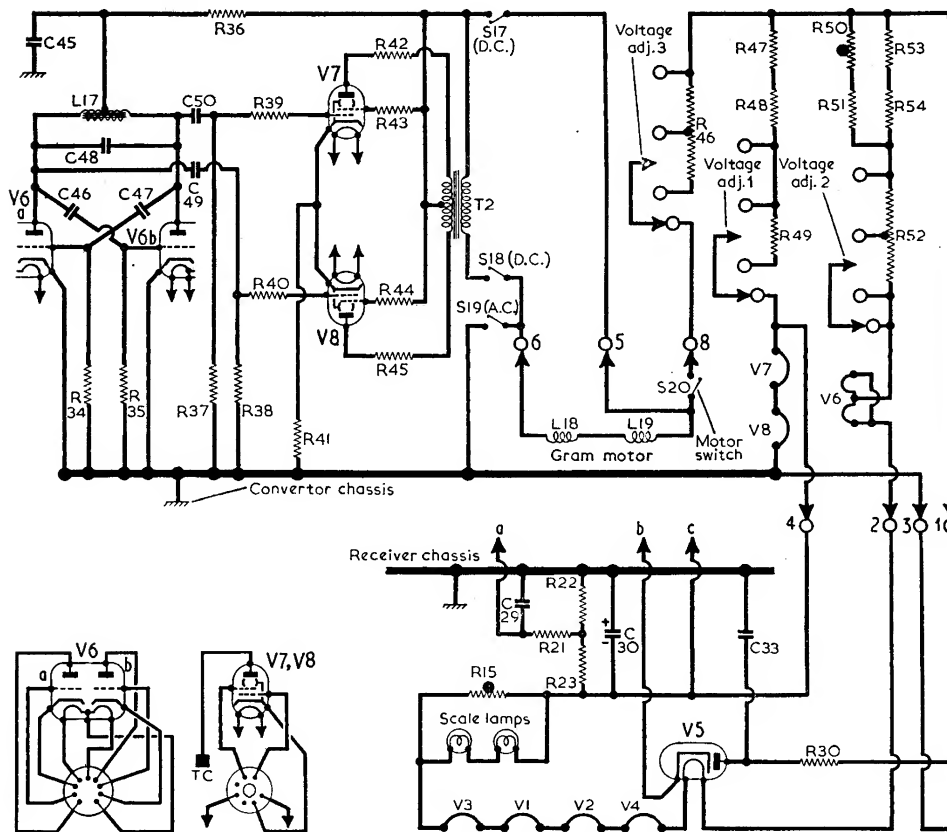 C45
R36
S17 (D.C.)
Voltage adj.3
R47
R50
R53
L17
C50
R39
V7
R42
R43
R 46
R48
R51
R54
C48
C 49
V6 a
C46
C47
V6b
T2
Voltage adj.1
Voltage adj.2
R49
R52
R40
V8
R44
R45
S18 (D.C.)
S19 (A.C.)
6
5
8
S20
V7
V6
R 34
R 35
R37
R38
R41
L18
L19
Gram motor
Motor switch
V8
Convertor chassis
4
2
3
10
a
b
c
Receiver chassis
C 29
R22
R21
+
-
C 30
C33
R23
R15
Scale lamps
V5
R30
V3
V1
V2
V4
V6
a
b
V7, V8
TC